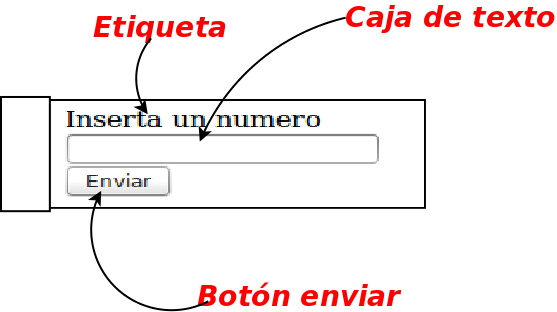 Etiqueta
Caja de texto
Inserta un numero
Enviar
Botón enviar